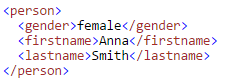 <person>
  <gender>female</gender>
  <firstname>Anna</firstname>
  <lastname>Smith</lastname>
</person>